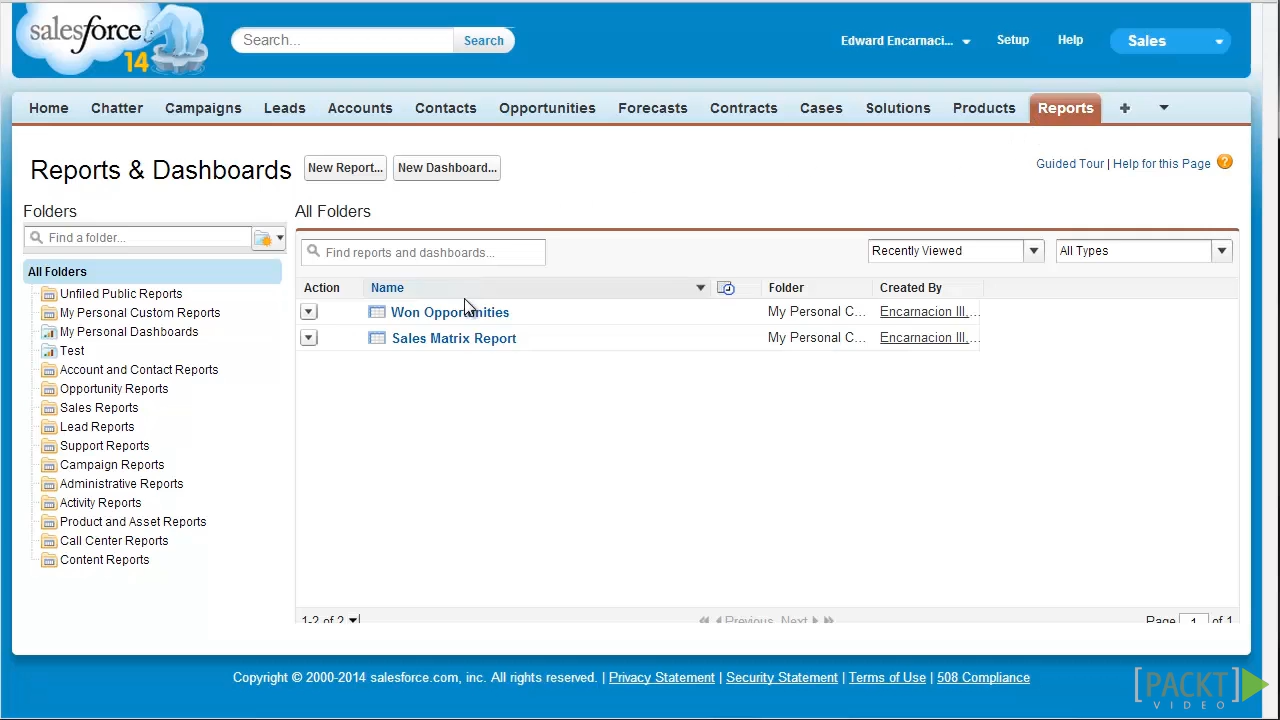 salesforce
14
Search...
Search
Edward Encarnaci...
Setup
Help
Sales
Home
Chatter
Campaigns
Leads
Accounts
Contacts
Opportunities
Forecasts
Contracts
Cases
Solutions
Products
Reports
+
Reports & Dashboards
New Report...
New Dashboard...
Guided Tour | Help for this Page ?
Folders
Find a folder...
All Folders
Unfiled Public Reports
My Personal Custom Reports
My Personal Dashboards
Test
Account and Contact Reports
Opportunity Reports
Sales Reports
Lead Reports
Support Reports
Campaign Reports
Administrative Reports
Activity Reports
Product and Asset Reports
Call Center Reports
Content Reports
All Folders
Find reports and dashboards...
Recently Viewed
All Types
Action Name Folder Created By
Won Opportunities My Personal C... Encarnacion III,...
Sales Matrix Report My Personal C... Encarnacion III,...
1-2 of 2
Previous Next
Page 1 of 1
Copyright © 2000-2014 salesforce.com, inc. All rights reserved. | Privacy Statement | Security Statement | Terms of Use | 508 Compliance
[PACKT]
VIDEO